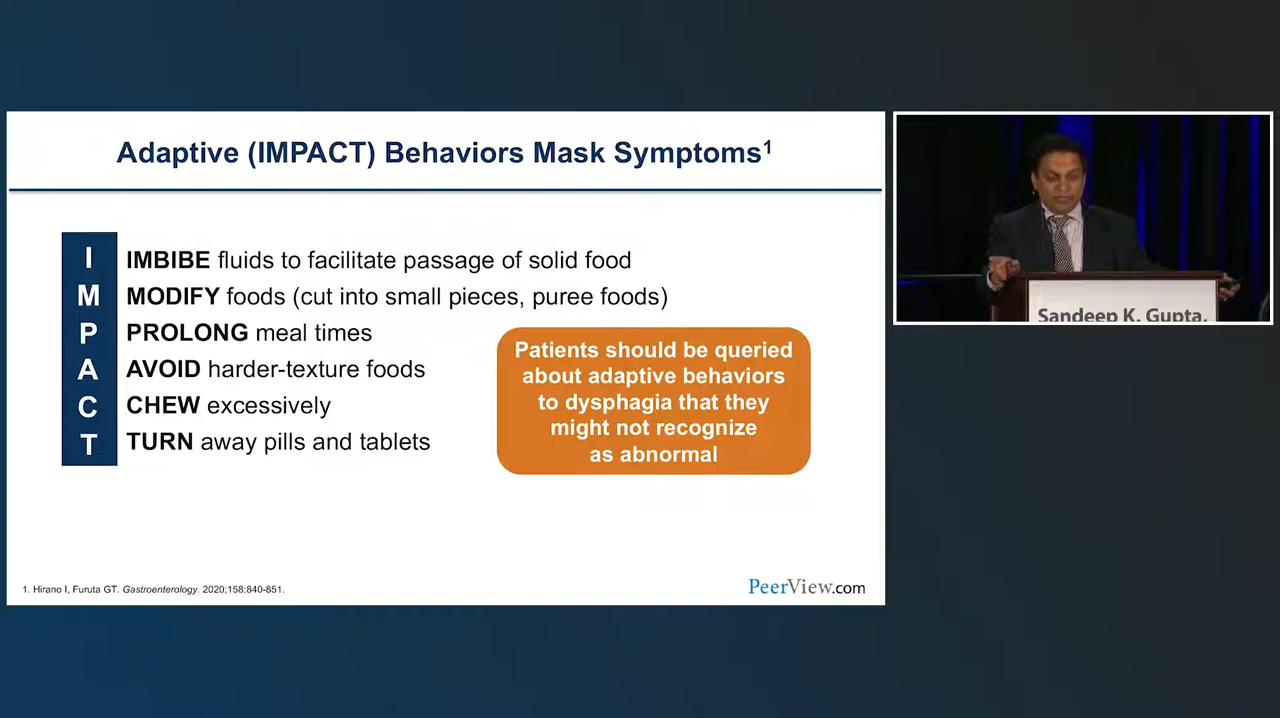 Adaptive (IMPACT) Behaviors Mask Symptoms1
I IMBIBE fluids to facilitate passage of solid food
M MODIFY foods (cut into small pieces, puree foods)
P PROLONG meal times
A AVOID harder-texture foods
C CHEW excessively
T TURN away pills and tablets
Patients should be queried
about adaptive behaviors
to dysphagia that they
might not recognize
as abnormal
1. Hirano I, Furuta GT. Gastroenterology. 2020;158:840-851.
PeerView.com
Sandeep K. Gupta,